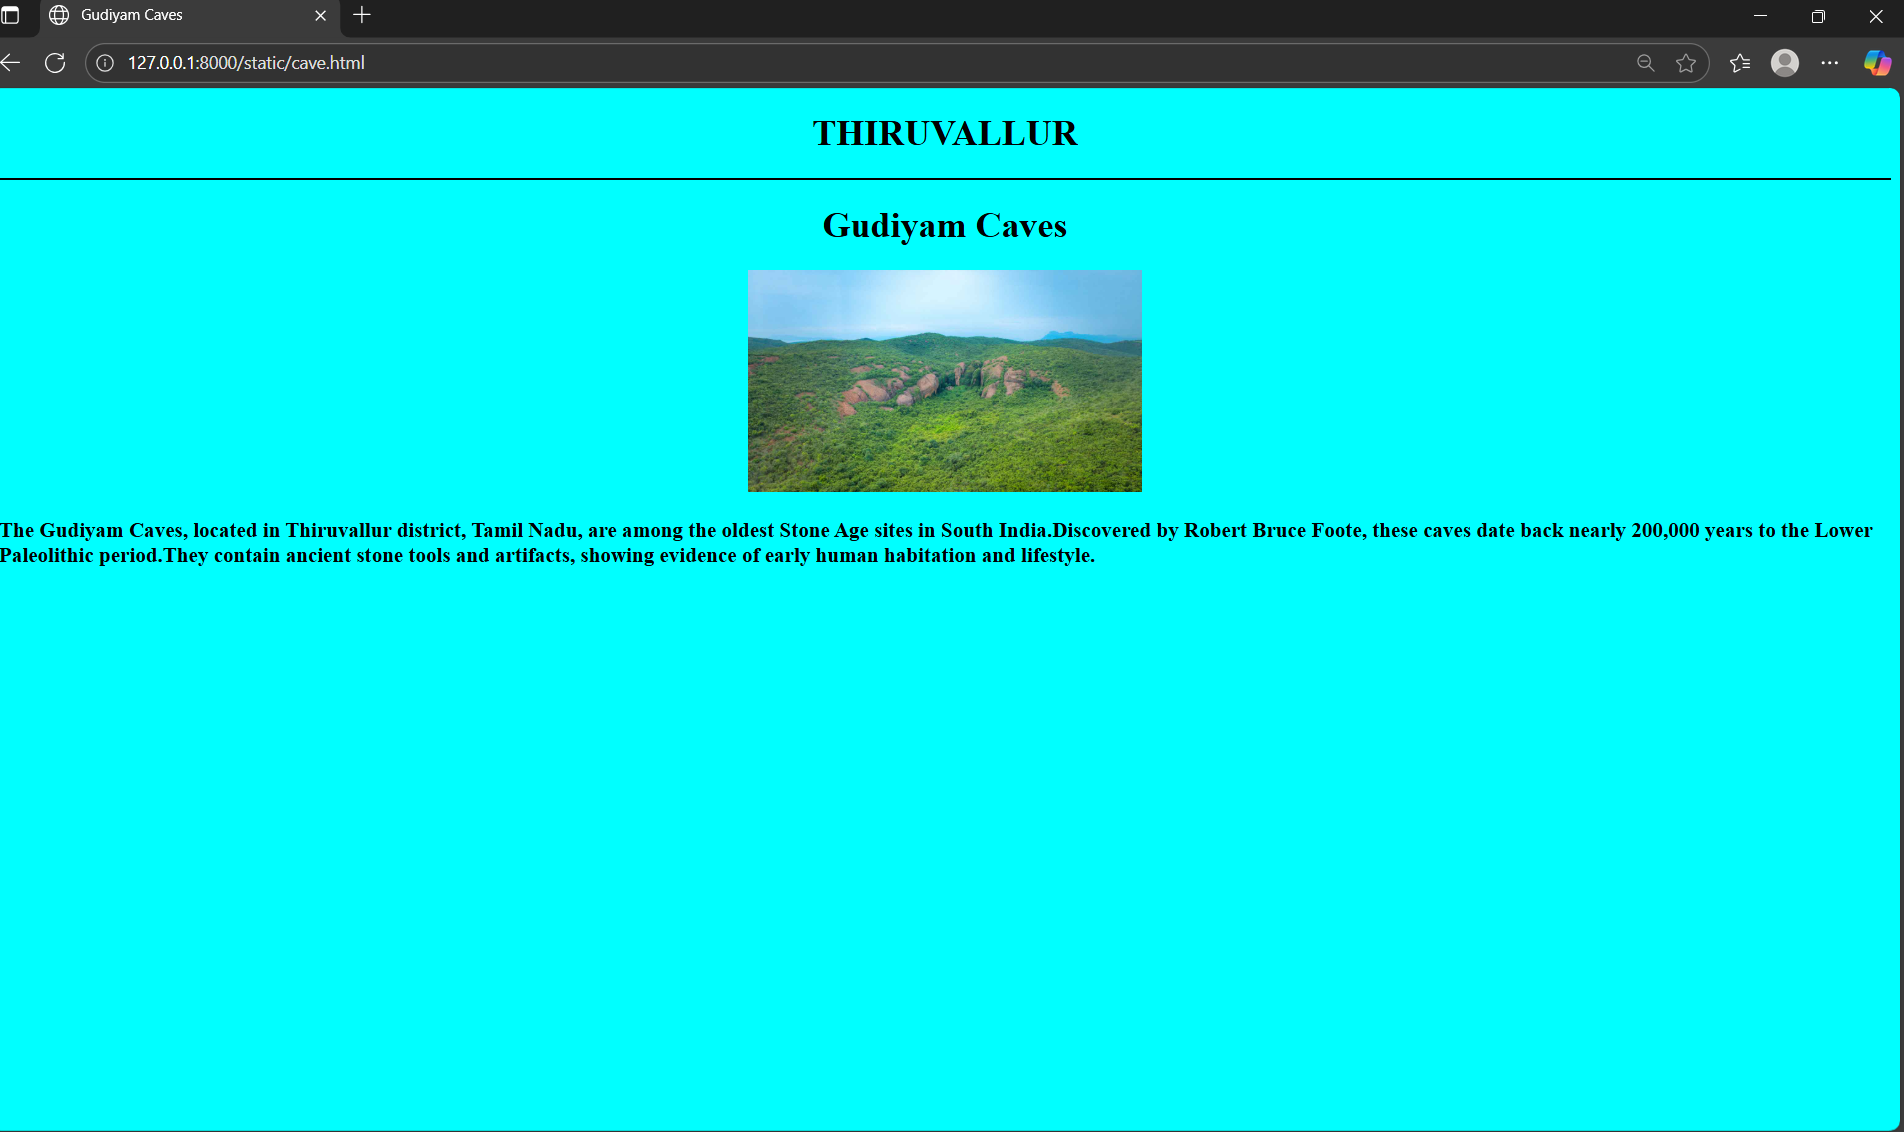 Gudiyam Caves
127.0.0.1:8000/static/cave.html
THIRUVALLUR
Gudiyam Caves
The Gudiyam Caves, located in Thiruvallur district, Tamil Nadu, are among the oldest Stone Age sites in South India.Discovered by Robert Bruce Foote, these caves date back nearly 200,000 years to the Lower
Paleolithic period.They contain ancient stone tools and artifacts, showing evidence of early human habitation and lifestyle.